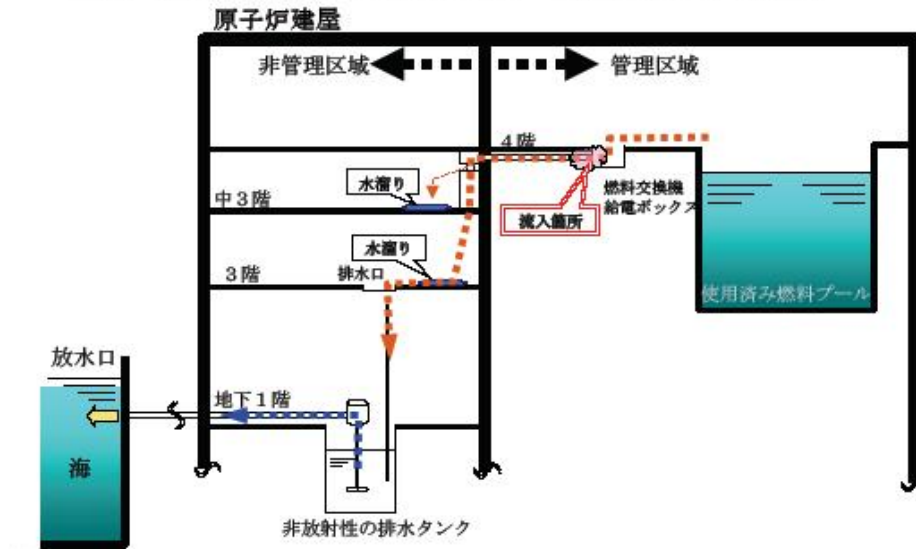 原子炉建屋
非管理区域
管理区域
4階
水溜り
中3階
燃料交換機
給電ボックス
流入箇所
水溜り
3階
排水口
使用済み燃料プール
放水口
地下1階
海
非放射性の排水タンク